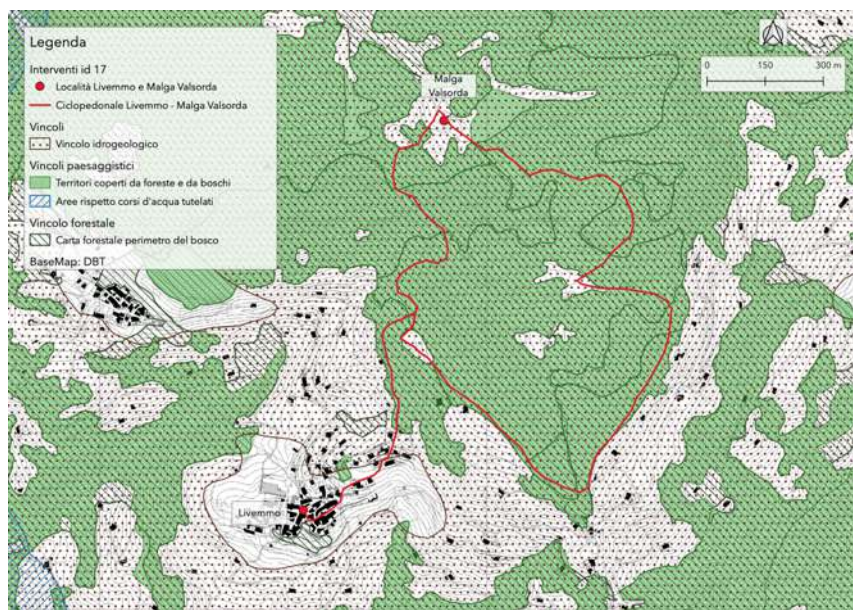 Legenda
Interventi id 17
Località Livemmo e Malga Valsorda
Ciclopedonale Livemmo - Malga Valsorda
Vincoli
Vincolo idrogeologico
Vincoli paesaggistici
Territori coperti da foreste e da boschi
Aree rispetto corsi d'acqua tutelati
Vincolo forestale
Carta forestale perimetro del bosco
BaseMap: DBT
0 150 300 m
Malga
Valsorda
Livemmo